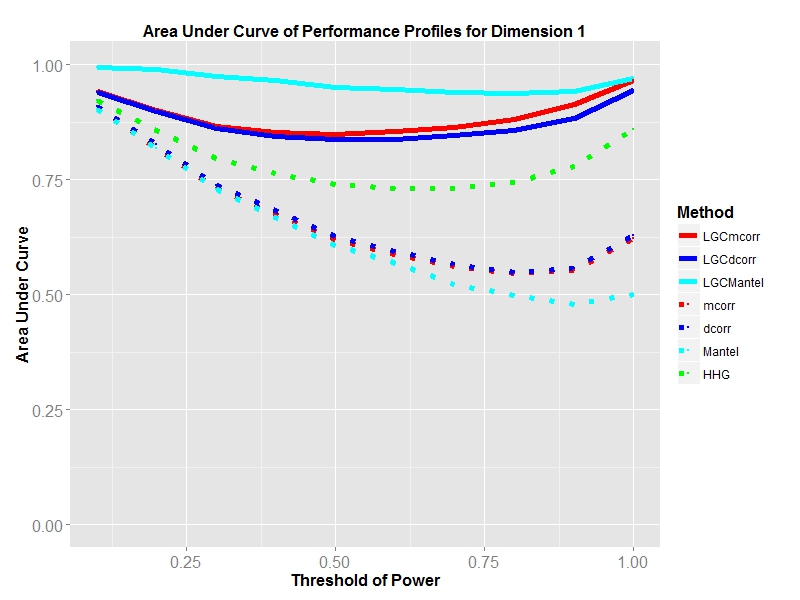 Area Under Curve of Performance Profiles for Dimension 1
Area Under Curve
1.00
0.75
0.50
0.25
0.00
0.25
0.50
0.75
1.00
Threshold of Power
Method
LGCmcorr
LGCdcorr
LGCMantel
mcorr
dcorr
Mantel
HHG